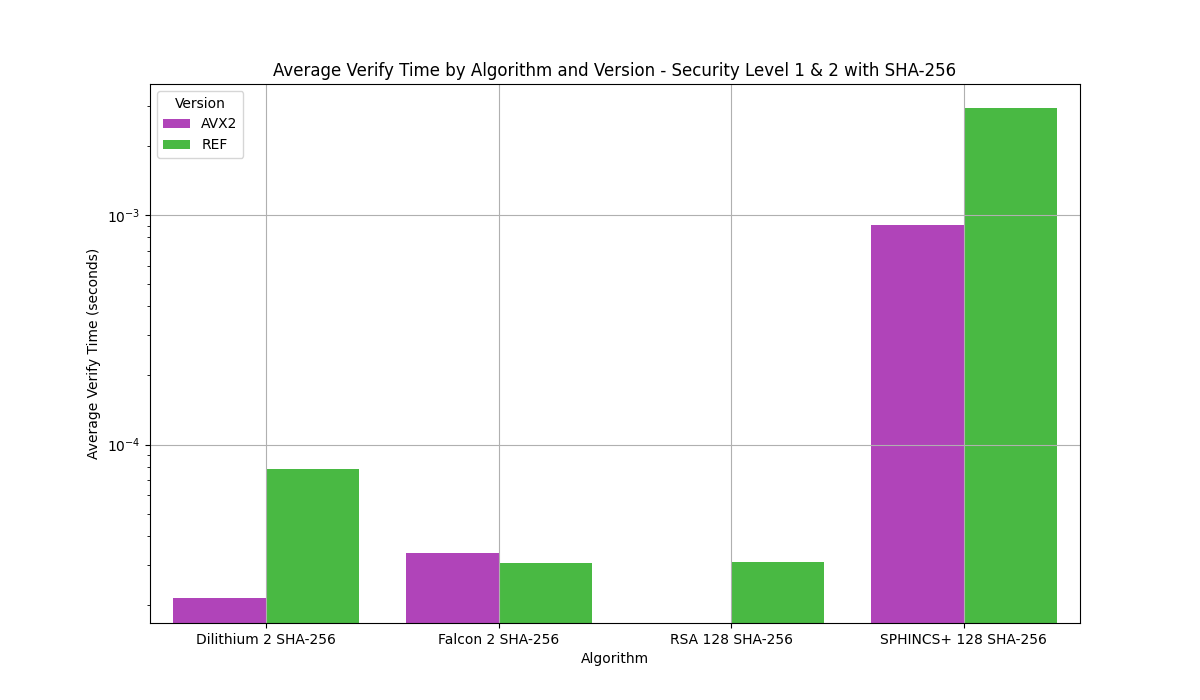 Average Verify Time by Algorithm and Version - Security Level 1 & 2 with SHA-256
Version
AVX2
REF
10⁻³
10⁻⁴
Average Verify Time (seconds)
Dilithium 2 SHA-256
Falcon 2 SHA-256
RSA 128 SHA-256
SPHINCS+ 128 SHA-256
Algorithm